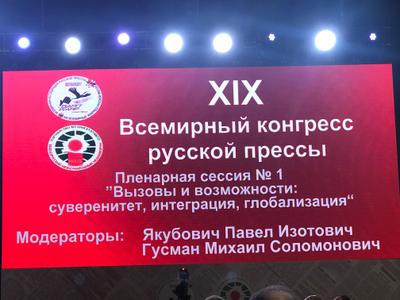 XIX
Всемирный конгресс
русской прессы
Пленарная сессия № 1
"Вызовы и возможности:
суверенитет, интеграция, глобализация"
Модераторы: Якубович Павел Изотович
Гусман Михаил Соломонович